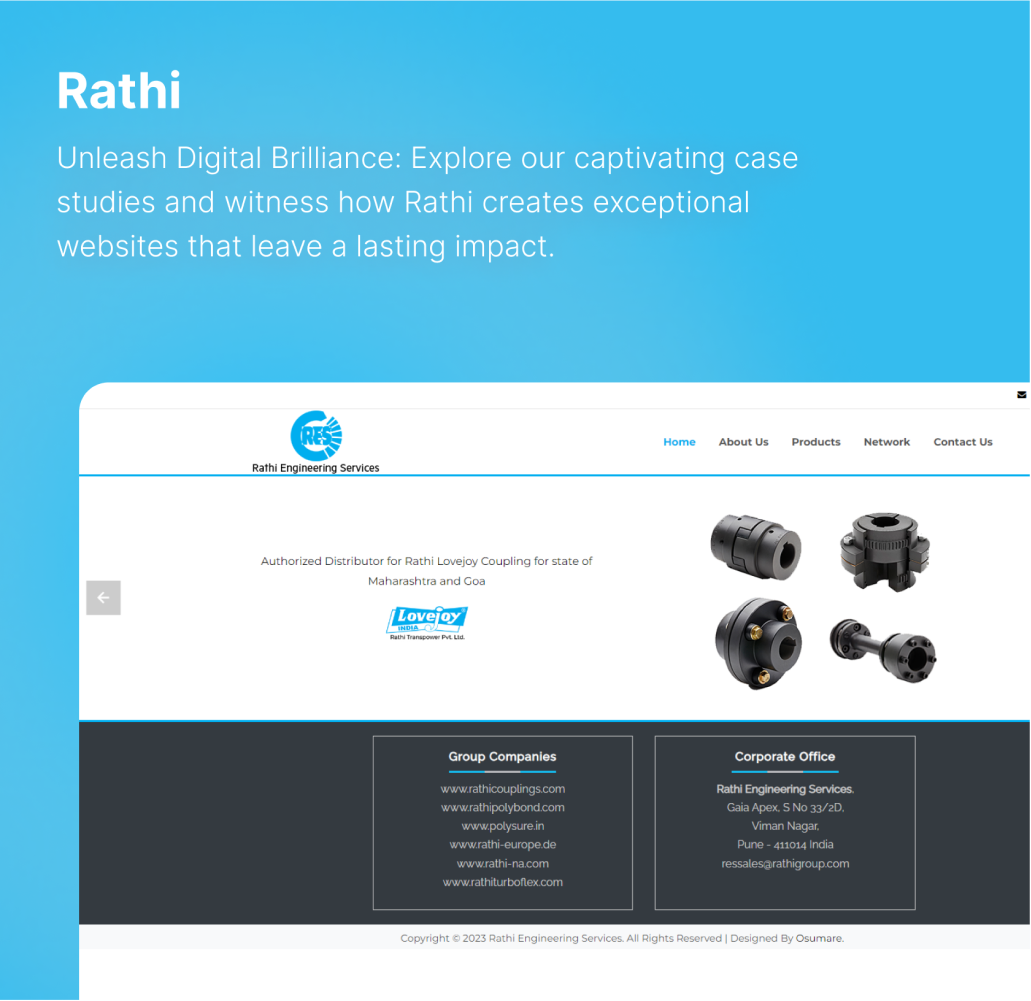 Rathi
Unleash Digital Brilliance: Explore our captivating case
studies and witness how Rathi creates exceptional
websites that leave a lasting impact.
RES
Rathi Engineering Services
Home About Us Products Network Contact Us
Authorized Distributor for Rathi Lovejoy Coupling for state of
Maharashtra and Goa
Lovejoy
INDIA
Rathi Transpower Pvt. Ltd.
Group Companies
www.rathicouplings.com
www.rathipolybond.com
www.polysure.in
www.rathi-europe.de
www.rathi-na.com
www.rathiturboflex.com
Corporate Office
Rathi Engineering Services.
Gaia Apex, S No 33/2D,
Viman Nagar,
Pune - 411014 India
ressales@rathigroup.com
Copyright © 2023 Rathi Engineering Services. All Rights Reserved | Designed By Osumare.